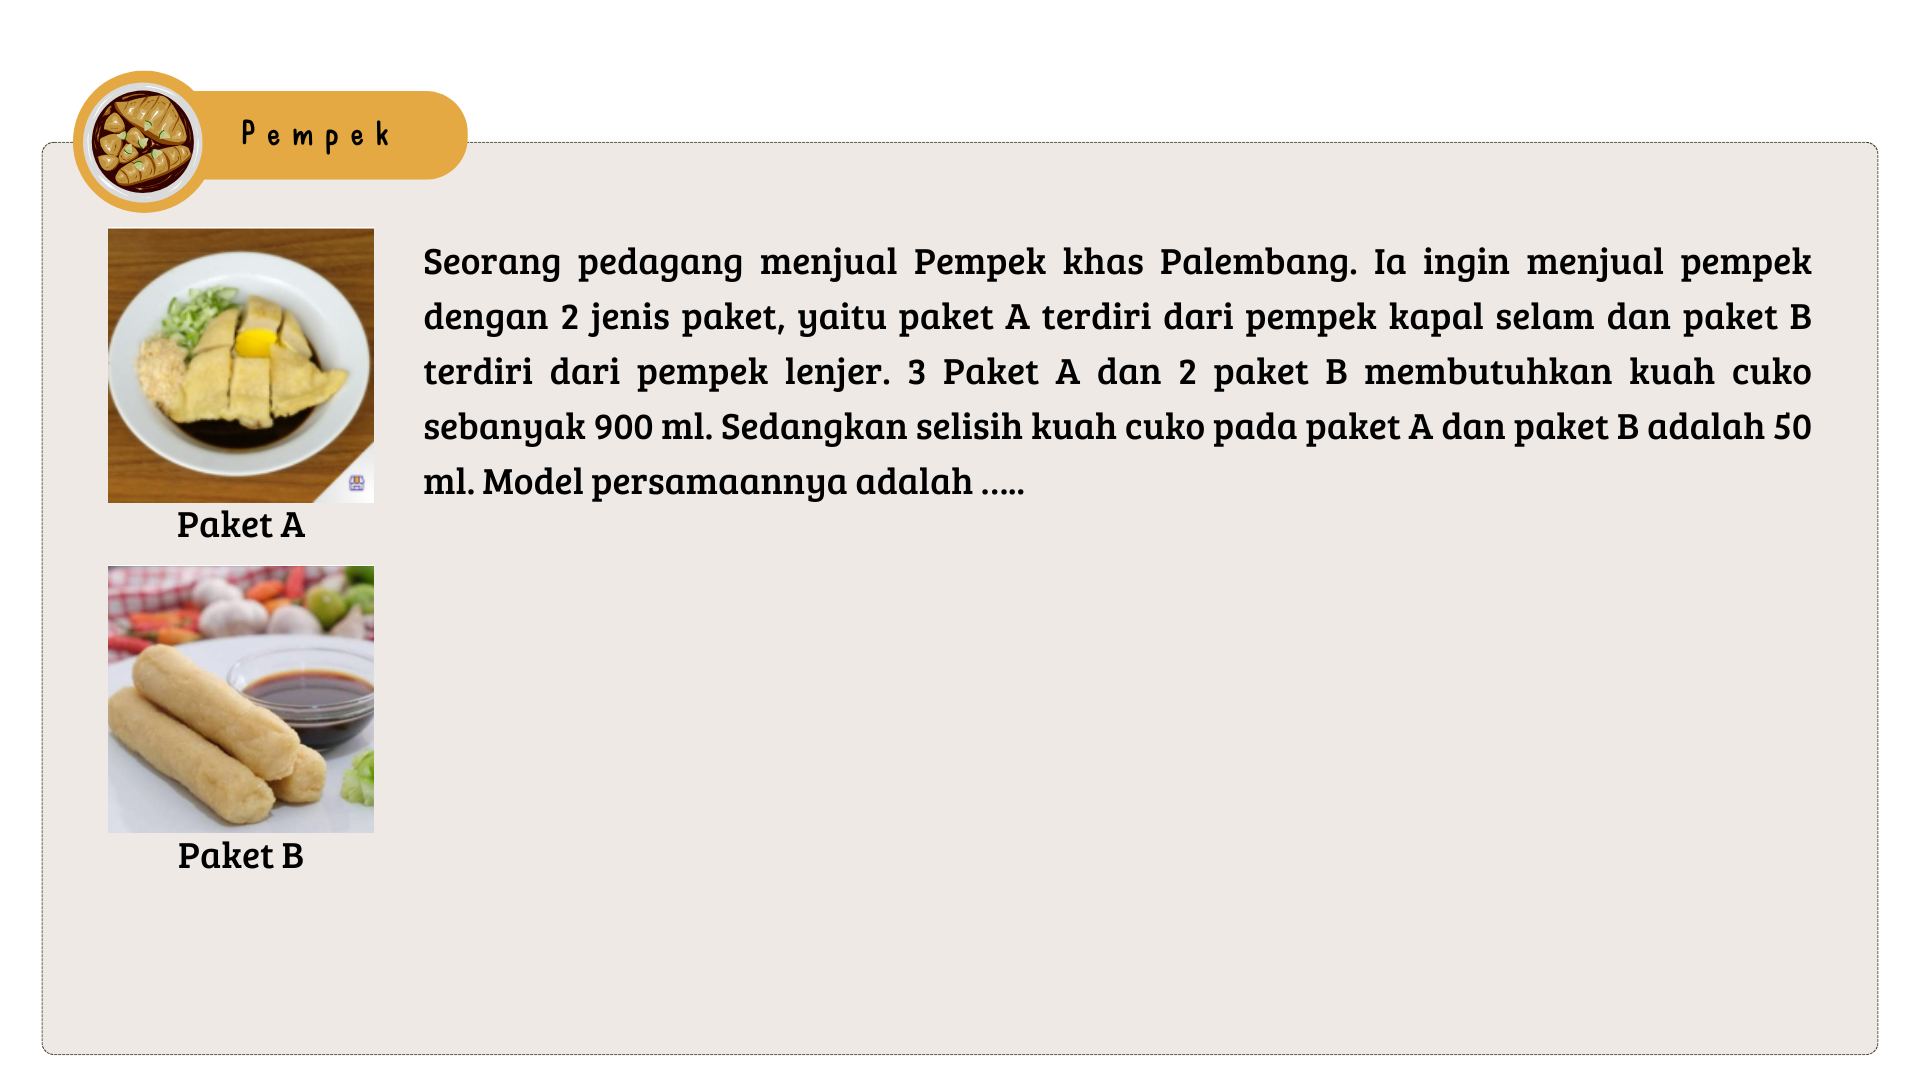 Pempek
Seorang pedagang menjual Pempek khas Palembang. Ia ingin menjual pempek
dengan 2 jenis paket, yaitu paket A terdiri dari pempek kapal selam dan paket B
terdiri dari pempek lenjer. 3 Paket A dan 2 paket B membutuhkan kuah cuko
sebanyak 900 ml. Sedangkan selisih kuah cuko pada paket A dan paket B adalah 50
ml. Model persamaannya adalah .....
Paket A
Paket B